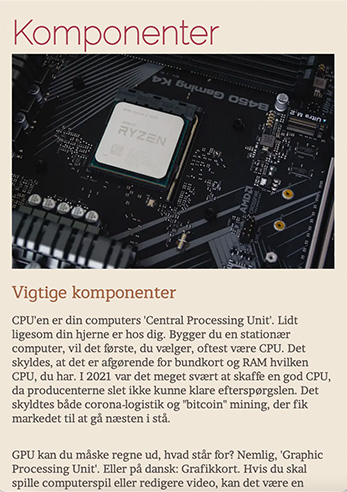 Komponenter
B450 Gaming K4
Ultra M.2
AMD
RYZEN
AM4
Vigtige komponenter
CPU'en er din computers 'Central Processing Unit'. Lidt
ligesom din hjerne er hos dig. Bygger du en stationær
computer, vil det første, du vælger, oftest være CPU. Det
skyldes, at det er afgørende for bundkort og RAM hvilken
CPU, du har. I 2021 var det meget svært at skaffe en god CPU,
da producenterne slet ikke kunne klare efterspørgslen. Det
skyldtes både corona-logistik og "bitcoin" mining, der fik
markedet til at gå næsten i stå.
GPU kan du måske regne ud, hvad står for? Nemlig, 'Graphic
Processing Unit'. Eller på dansk: Grafikkort. Hvis du skal
spille computerspil eller redigere video, kan det være en